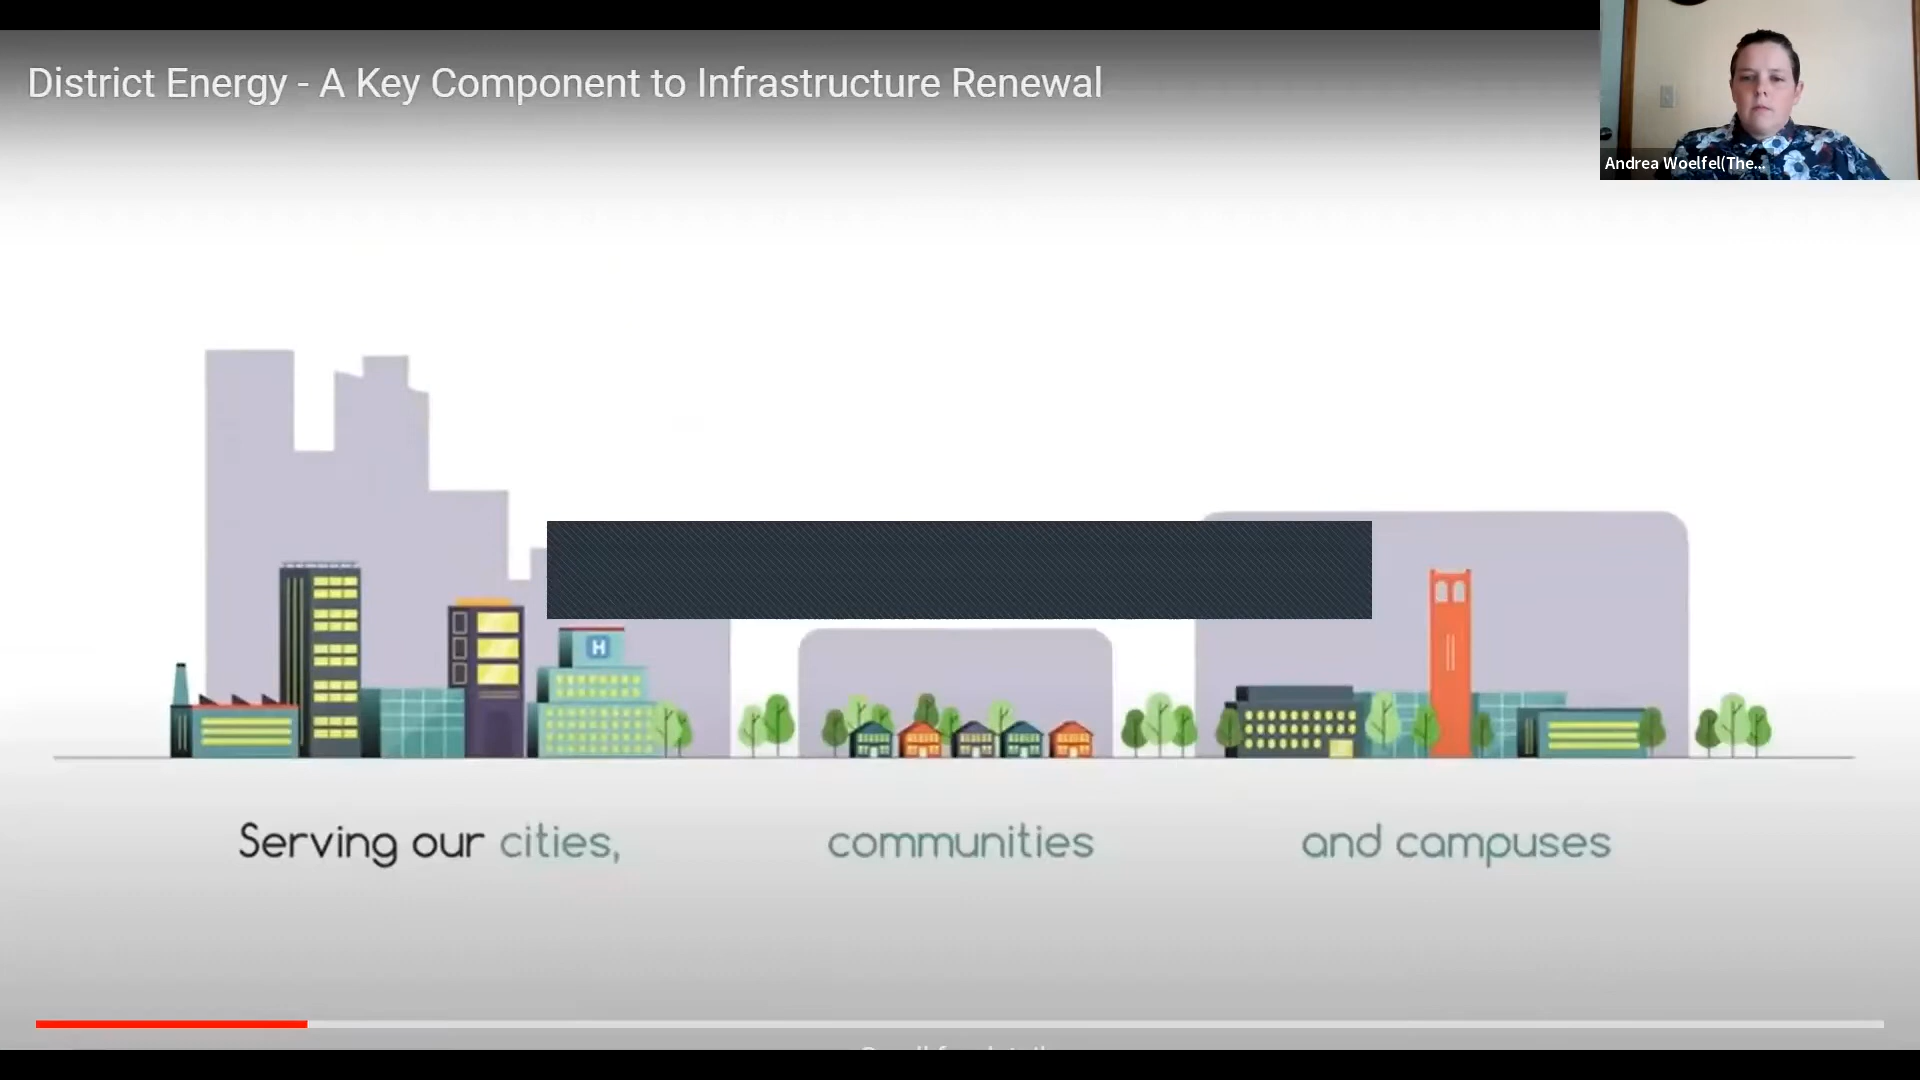 District Energy - A Key Component to Infrastructure Renewal
Andrea Woelfel(The...
H
Serving our cities, communities and campuses